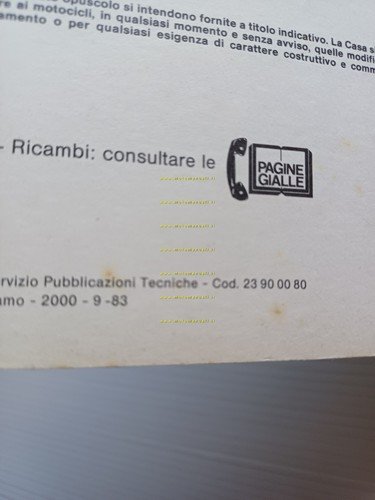 opuscolo si intendono fornite a titolo indicativo. La Casa si
re ai motocicli, in qualsiasi momento e senza avviso, quelle modifi
amento o per qualsiasi esigenza di carattere costruttivo e comm
- Ricambi: consultare le
PAGINE
GIALLE
rvizio Pubblicazioni Tecniche - Cod. 23 90 00 80
amo - 2000 - 9 -83